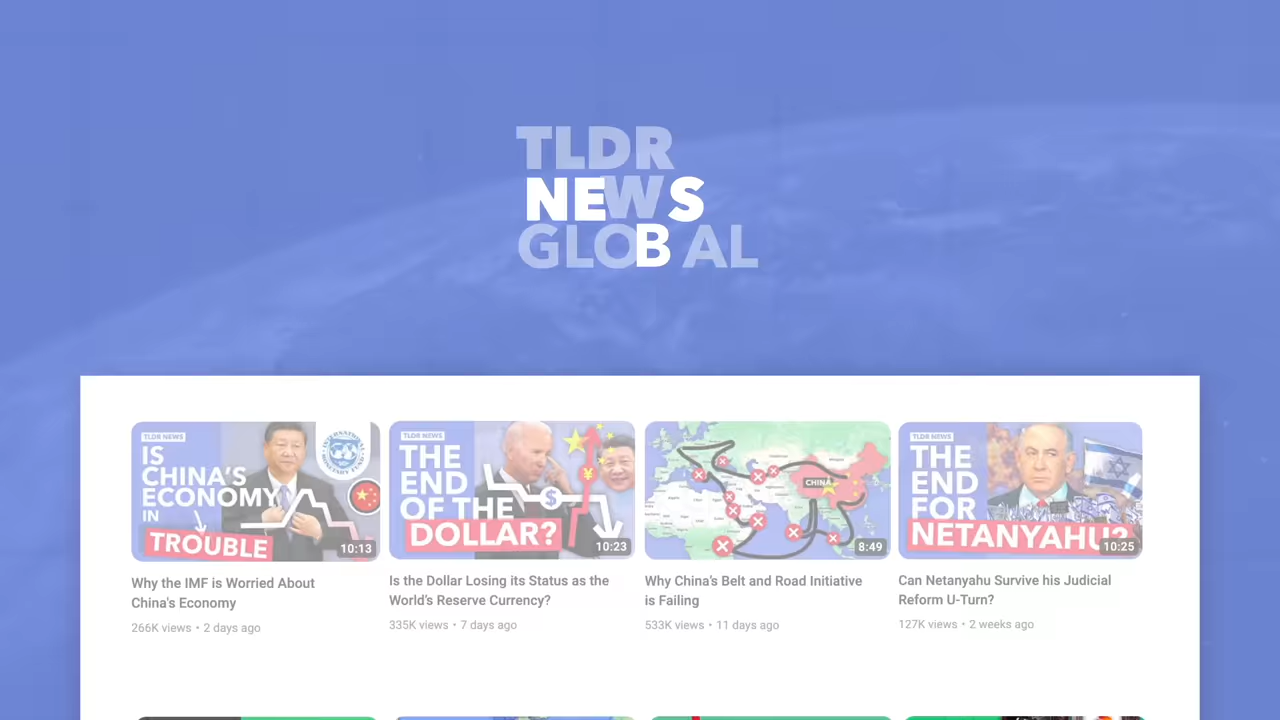 TLDR
NEWS
GLOBAL
TLDR NEWS
IS
CHINA'S
ECONOMY
IN
TROUBLE
10:13
Why the IMF is Worried About
China's Economy
266K views • 2 days ago
TLDR NEWS
THE
END
OF THE
DOLLAR?
$
¥
10:23
Is the Dollar Losing its Status as the
World's Reserve Currency?
335K views • 7 days ago
CHINA
8:49
Why China's Belt and Road Initiative
is Failing
533K views • 11 days ago
TLDR NEWS
THE
END
FOR
NETANYAHU?
10:25
Can Netanyahu Survive his Judicial
Reform U-Turn?
127K views • 2 weeks ago